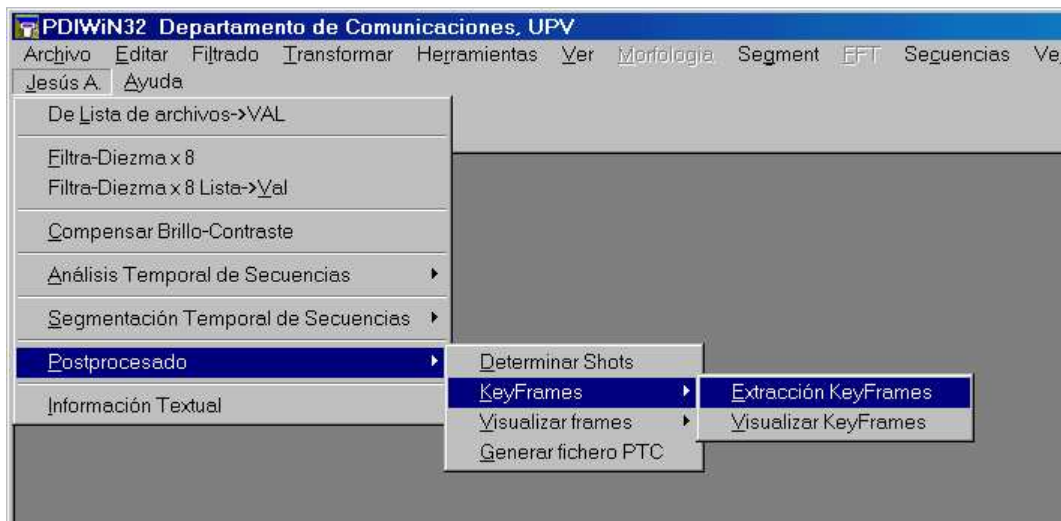 PDIWiN32 Departamento de Comunicaciones, UPV
Archivo Editar Filtrado Transformar Herramientas Ver Morfologia Segment FFT Secuencias
Jesús A. Ayuda
De Lista de archivos->VAL
Filtra-Diezma x 8
Filtra-Diezma x 8 Lista->Val
Compensar Brillo-Contraste
Análisis Temporal de Secuencias
Segmentación Temporal de Secuencias
Postprocesado
Información Textual
Determinar Shots
KeyFrames
Visualizar frames
Generar fichero PTC
Extracción KeyFrames
Visualizar KeyFrames